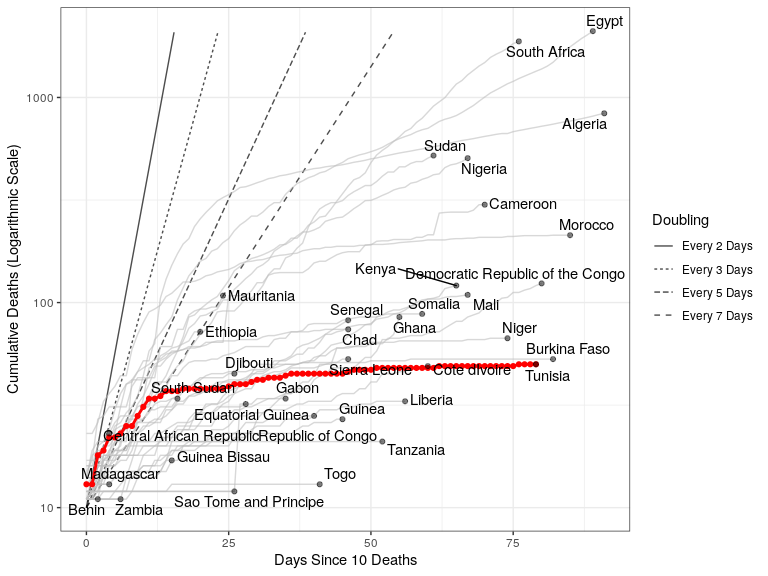 Egypt
South Africa
1000
Algeria
Sudan
Nigeria
Cameroon
Morocco
Doubling
Every 2 Days
Every 3 Days
Every 5 Days
Every 7 Days
Kenya
Democratic Republic of the Congo
100
Mauritania
Senegal
Somalia
Mali
Ethiopia
Chad
Ghana
Niger
Burkina Faso
Djibouti
Sierra Leone
Cote d'Ivoire
Tunisia
South Sudan
Gabon
Liberia
Equatorial Guinea
Guinea
Central African Republic
Republic of Congo
Tanzania
Guinea Bissau
Madagascar
Togo
Sao Tome and Principe
10
Benin
Zambia
0
25
50
75
Days Since 10 Deaths
Cumulative Deaths (Logarithmic Scale)